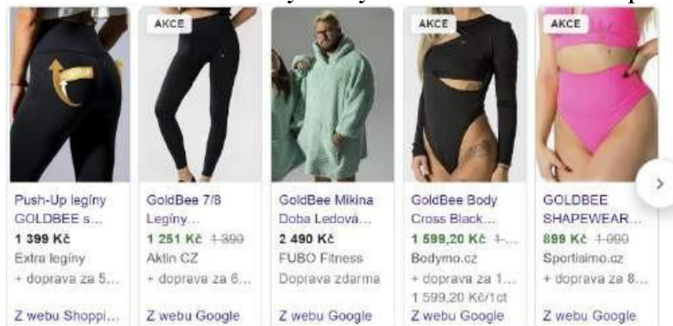 AKCE
AKCE
AKCE
Push-Up legíny
GOLDBEE s...
1 399 Kč
Extra legíny
+ doprava za 5...
Z webu Shoppi...
GoldBee 7/8
Legíny...
1 251 Kč 1 390
Aktin CZ
+ doprava za 6...
Z webu Google
GoldBee Mikina
Doba Ledová...
2 490 Kč
FUBO Fitness
Doprava zdarma
Z webu Google
GoldBee Body
Cross Black...
1 599,20 Kč 1...
Bodymo.cz
+ doprava za 1...
1 599,20 Kč/1ct
Z webu Google
GOLDBEE
SHAPEWEAR...
899 Kč 1 090
Sportisimo.cz
+ doprava za 8...
Z webu Google